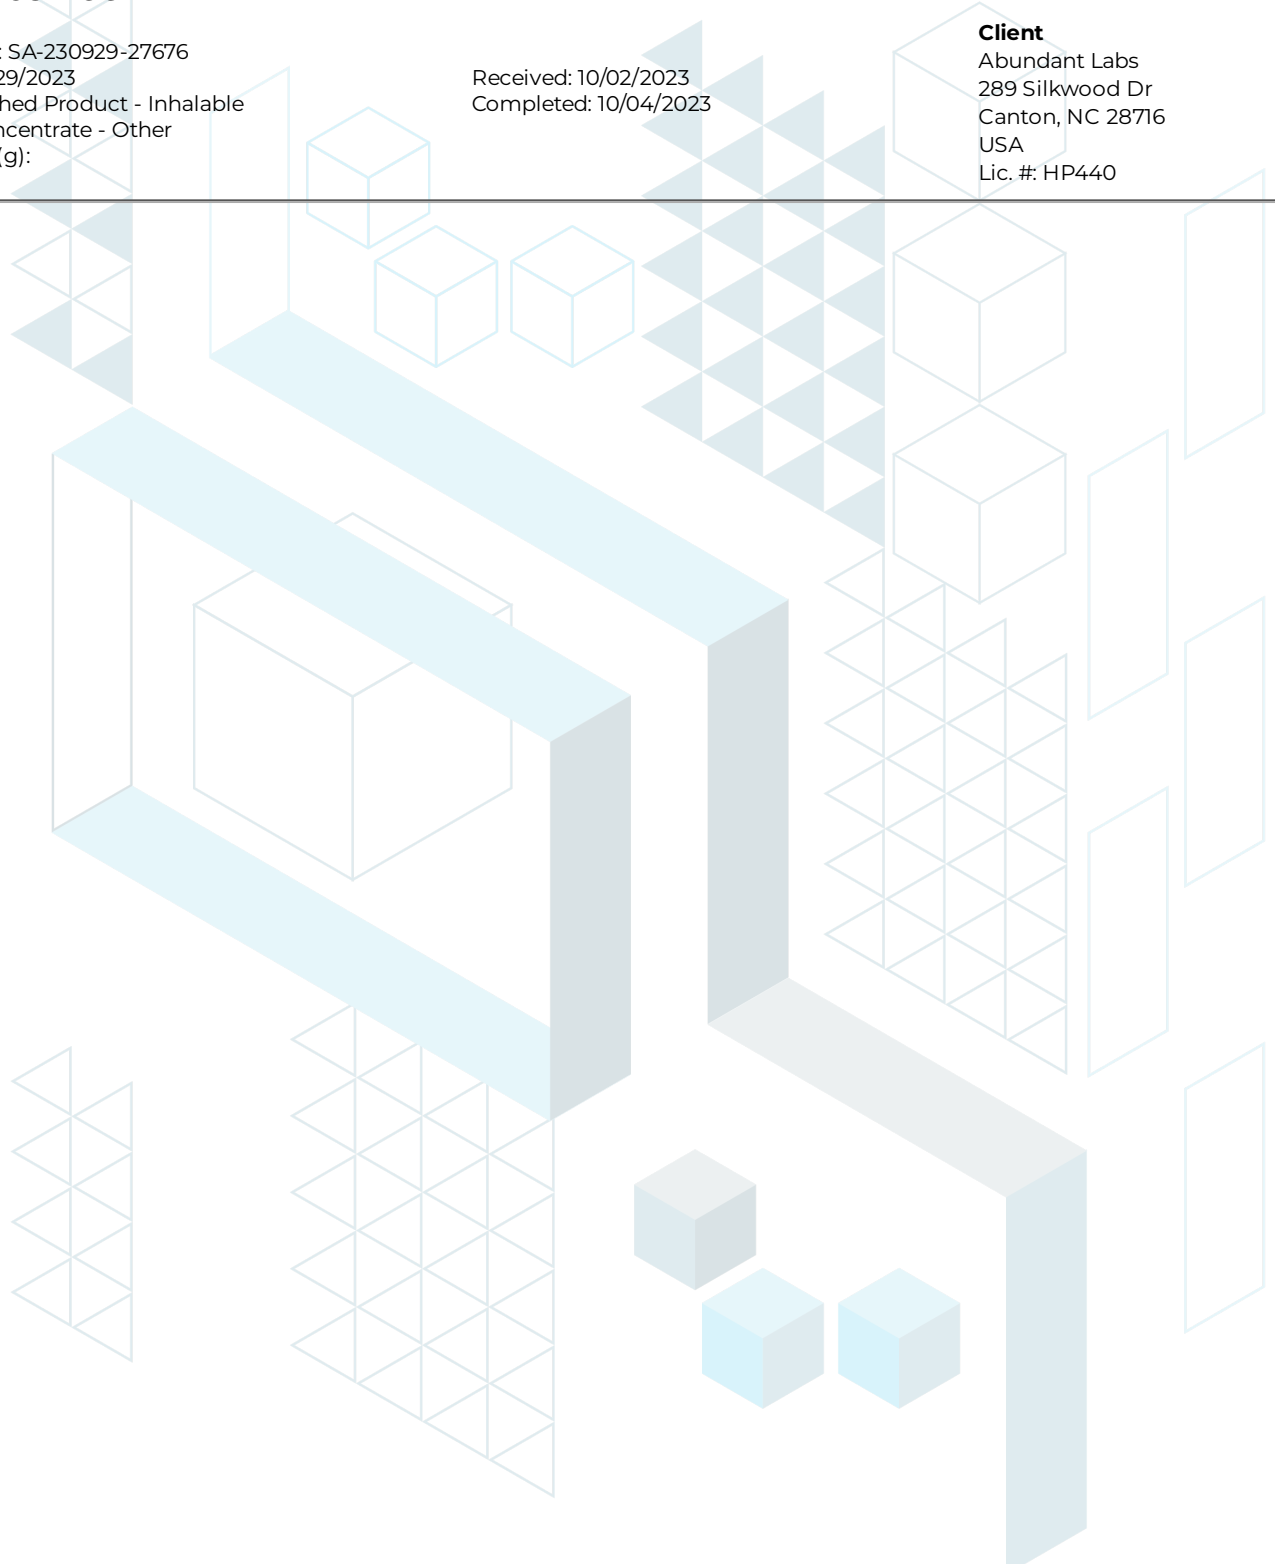 : SA-230929-27676
29/2023
hed Product - Inhalable
ncentrate - Other
(g):
Received: 10/02/2023
Completed: 10/04/2023
Client
Abundant Labs
289 Silkwood Dr
Canton, NC 28716
USA
Lic. #: HP440